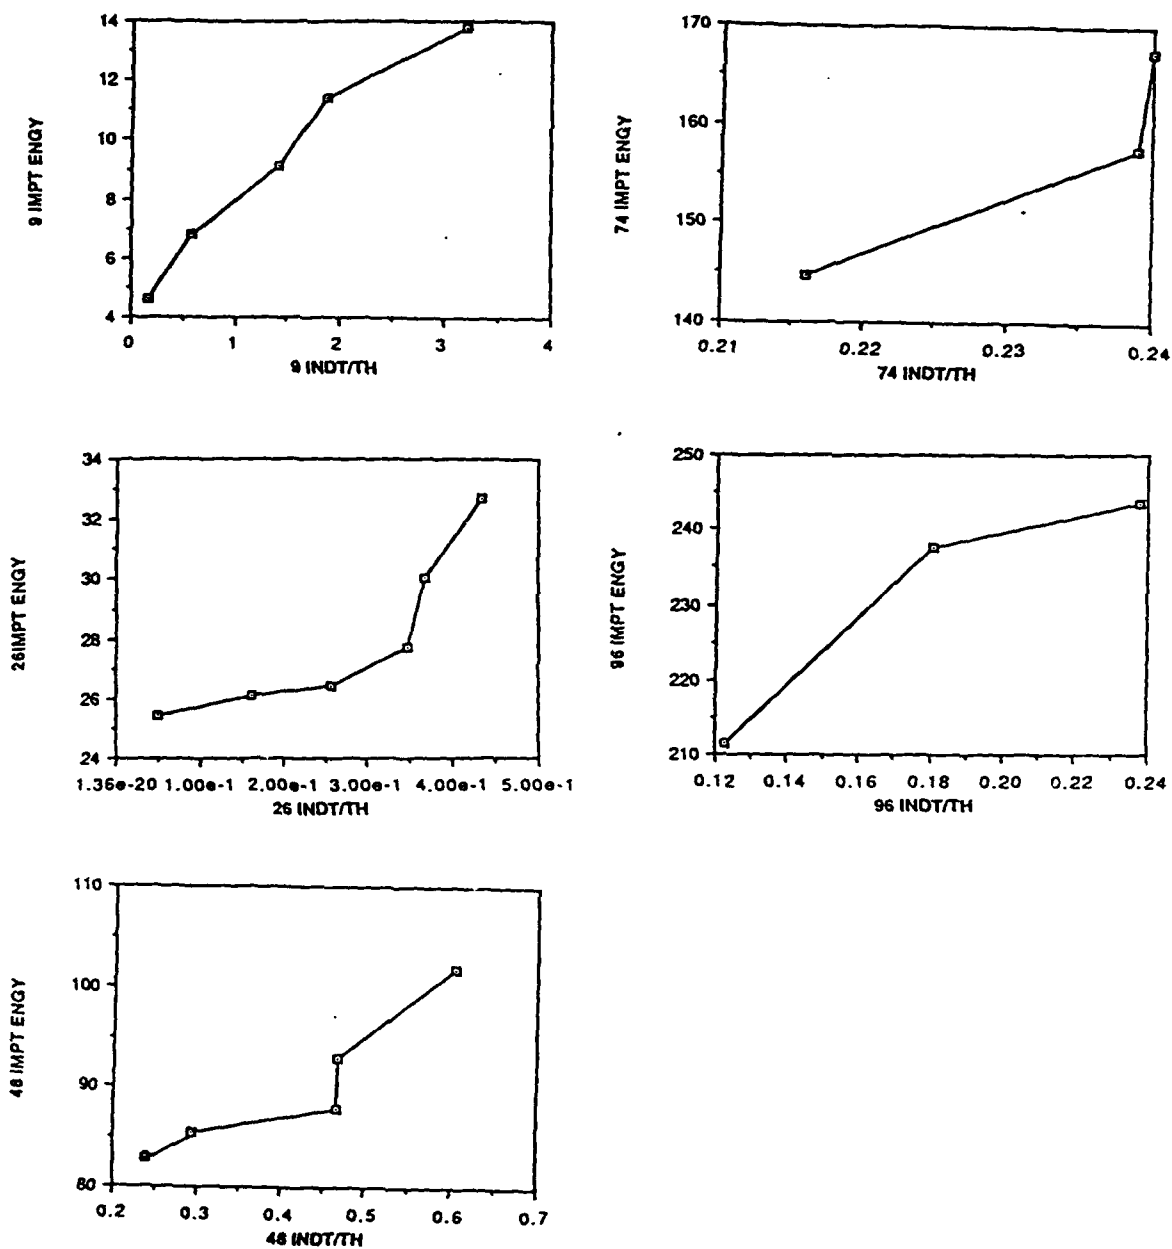 14
12
10
8
6
4
9 IMPT ENGY
0 1 2 3 4
9 INDT/TH
170
160
150
140
74 IMPT ENGY
0.21 0.22 0.23 0.24
74 INDT/TH
34
32
30
28
26
24
26IMPT ENGY
1.36e-20 1.00e-1 2.00e-1 3.00e-1 4.00e-1 5.00e-1
26 INDT/TH
250
240
230
220
210
96 IMPT ENGY
0.12 0.14 0.16 0.18 0.20 0.22 0.24
96 INDT/TH
110
100
90
80
48 IMPT ENGY
0.2 0.3 0.4 0.5 0.6 0.7
48 INDT/TH